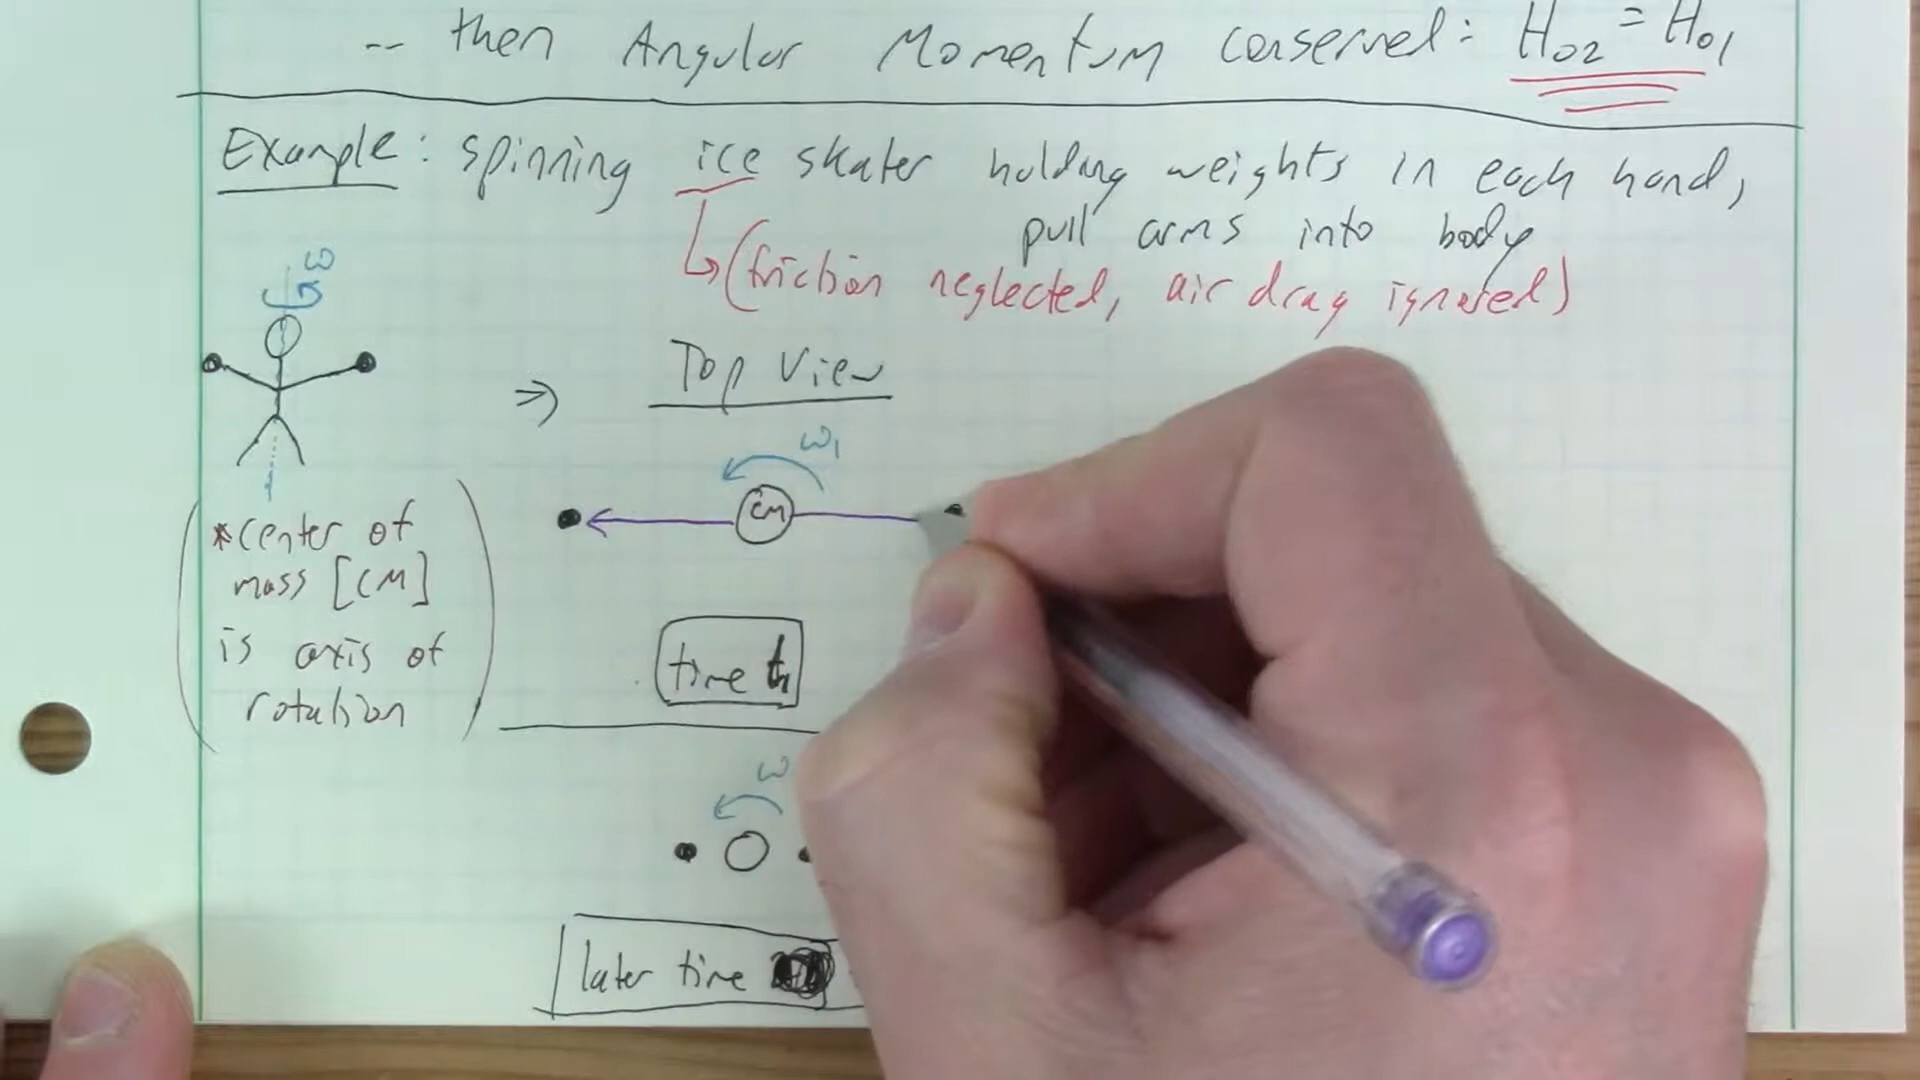 -- then Angular Momentum conserved: H02 = H01
Example: spinning ice skater holding weights in each hand,
pull arms into body
(friction neglected, air drag ignored)
ω
Top View
ω1
CM
*center of
mass [CM]
is axis of
rotation
time t1
ω
later time